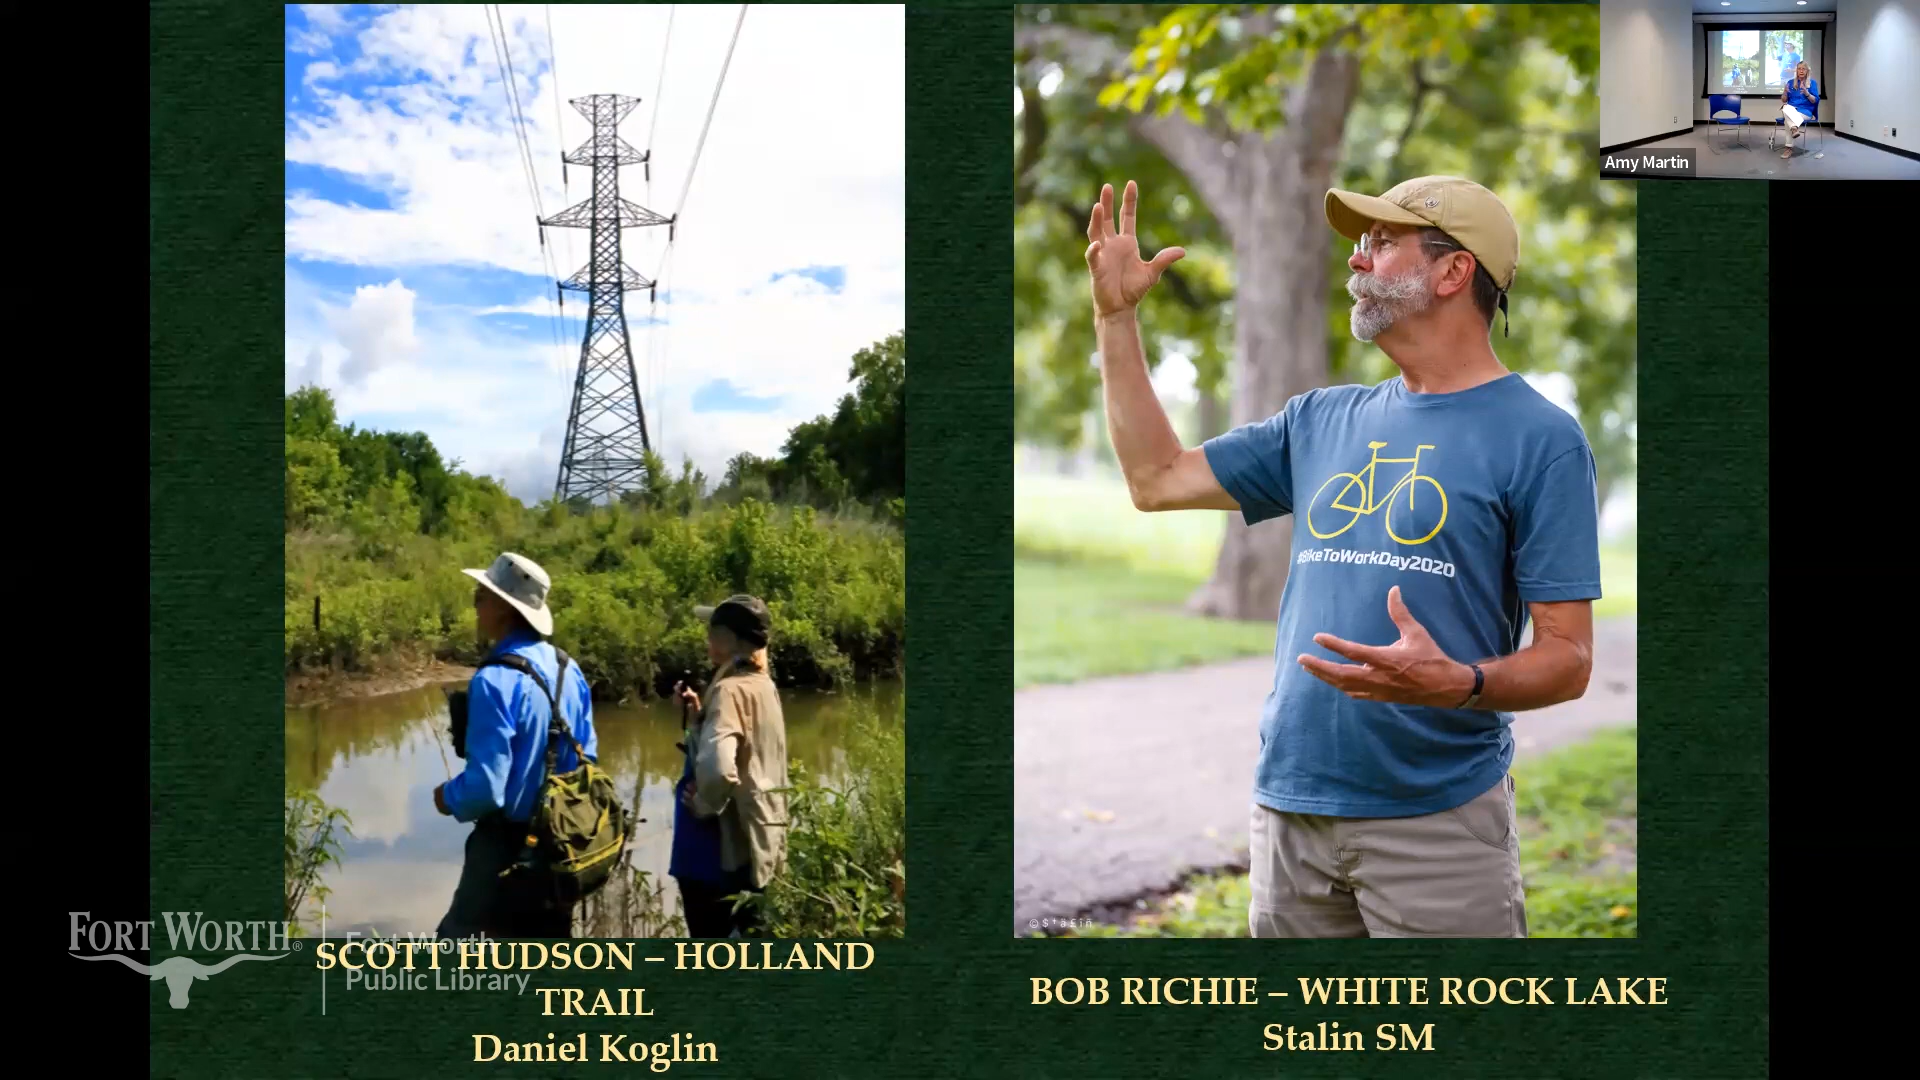 Amy Martin
#BikeToWorkDay2020
FORT WORTH®
Fort Worth
Public Library
SCOTT HUDSON – HOLLAND
TRAIL
Daniel Koglin
BOB RICHIE – WHITE ROCK LAKE
Stalin SM